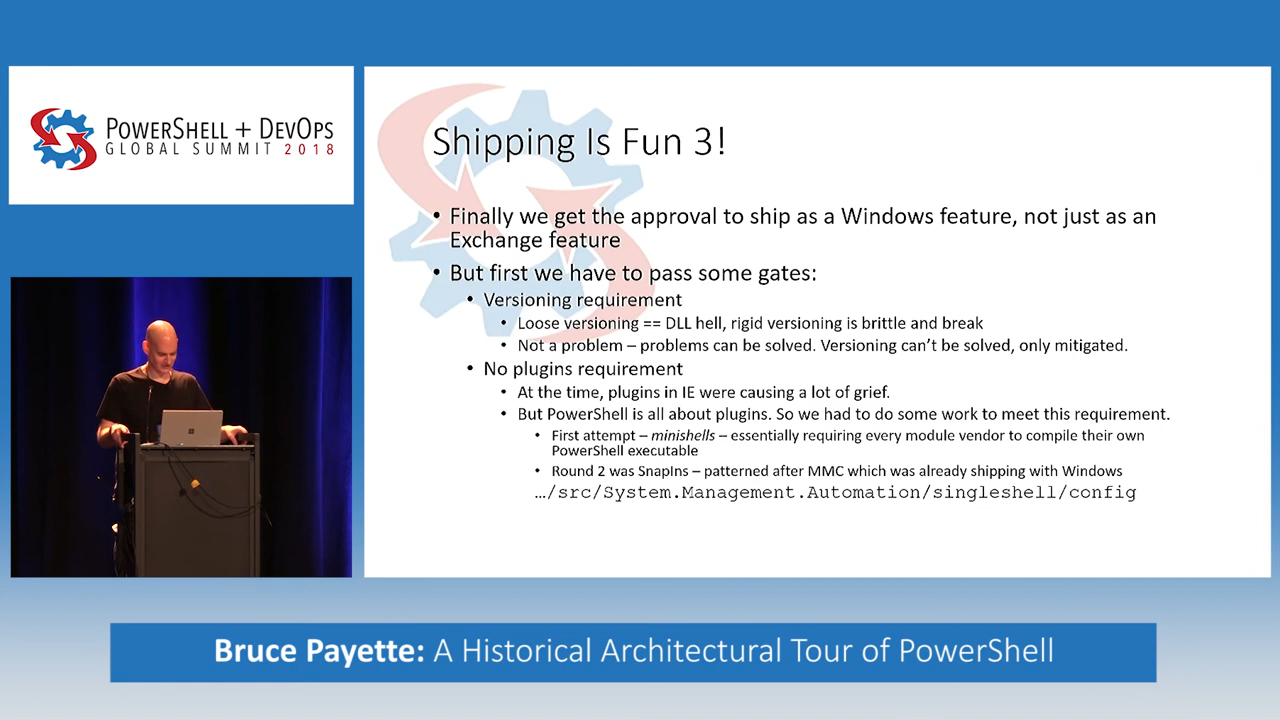 POWERSHELL + DEVOPS
GLOBAL SUMMIT 2018
Shipping Is Fun 3!
• Finally we get the approval to ship as a Windows feature, not just as an
Exchange feature
• But first we have to pass some gates:
• Versioning requirement
• Loose versioning == DLL hell, rigid versioning is brittle and break
• Not a problem – problems can be solved. Versioning can't be solved, only mitigated.
• No plugins requirement
• At the time, plugins in IE were causing a lot of grief.
• But PowerShell is all about plugins. So we had to do some work to meet this requirement.
• First attempt – minishells – essentially requiring every module vendor to compile their own
PowerShell executable
• Round 2 was SnapIns – patterned after MMC which was already shipping with Windows
…/src/System.Management.Automation/singleshell/config
Bruce Payette: A Historical Architectural Tour of PowerShell